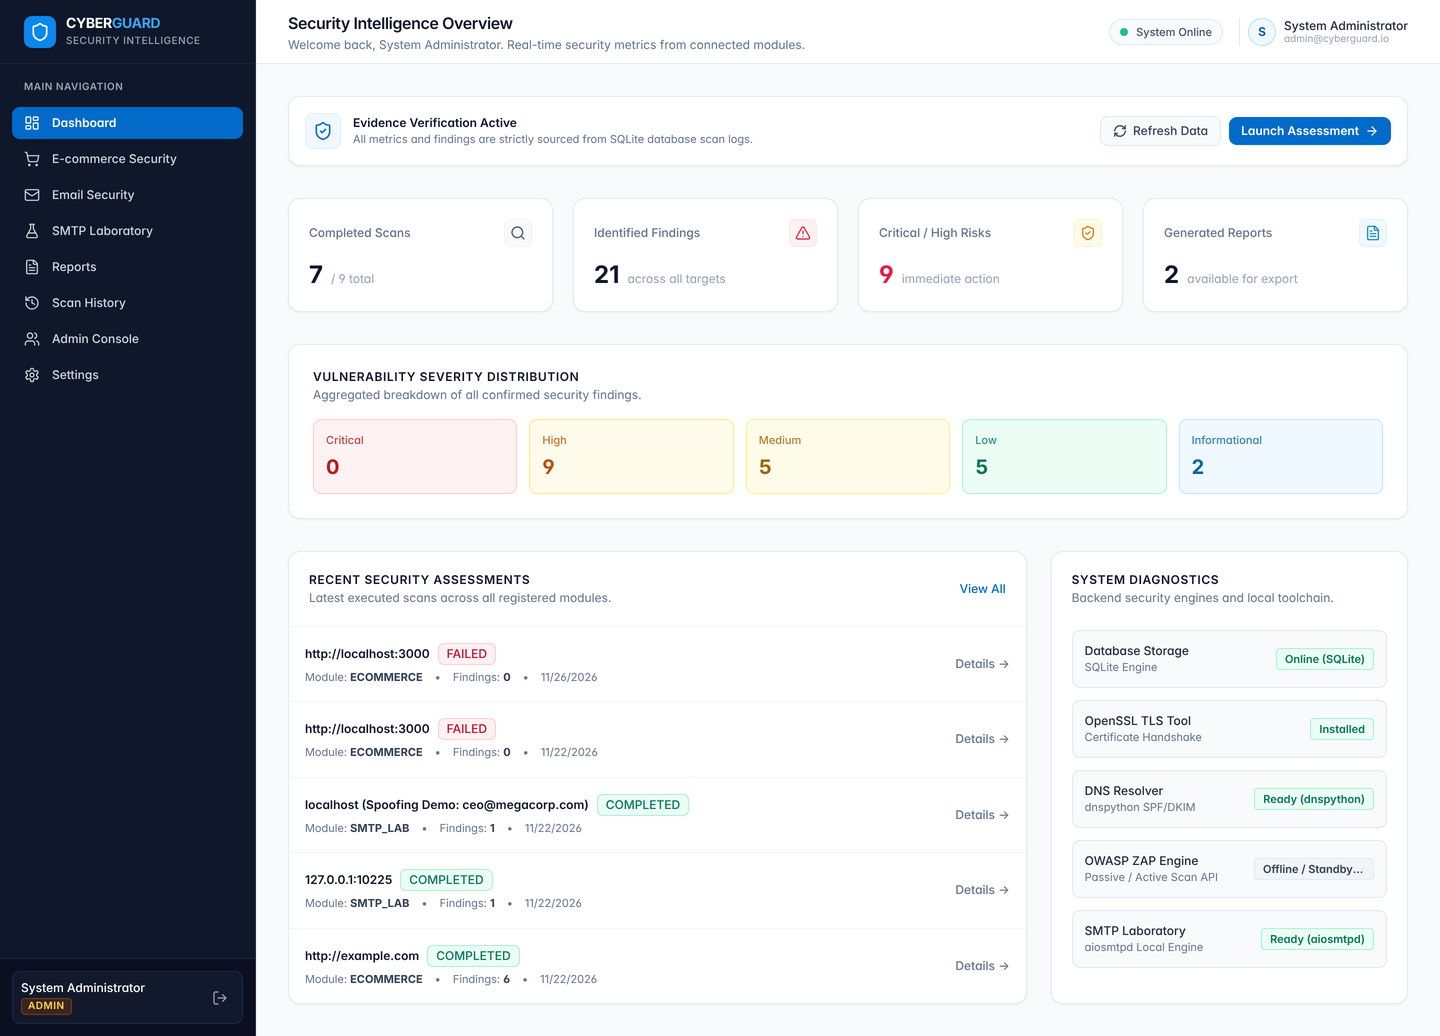 CYBERGUARD
SECURITY INTELLIGENCE
MAIN NAVIGATION
Dashboard
E-commerce Security
Email Security
SMTP Laboratory
Reports
Scan History
Admin Console
Settings
System Administrator
ADMIN
Security Intelligence Overview
Welcome back, System Administrator. Real-time security metrics from connected modules.
System Online
S
System Administrator
admin@cyberguard.io
Evidence Verification Active
All metrics and findings are strictly sourced from SQLite database scan logs.
Refresh Data
Launch Assessment →
Completed Scans
7 / 9 total
Identified Findings
21 across all targets
Critical / High Risks
9 immediate action
Generated Reports
2 available for export
VULNERABILITY SEVERITY DISTRIBUTION
Aggregated breakdown of all confirmed security findings.
Critical
0
High
9
Medium
5
Low
5
Informational
2
RECENT SECURITY ASSESSMENTS
Latest executed scans across all registered modules.
View All
http://localhost:3000 FAILED
Module: ECOMMERCE • Findings: 0 • 11/26/2026
Details →
http://localhost:3000 FAILED
Module: ECOMMERCE • Findings: 0 • 11/22/2026
Details →
localhost (Spoofing Demo: ceo@megacorp.com) COMPLETED
Module: SMTP_LAB • Findings: 1 • 11/22/2026
Details →
127.0.0.1:10225 COMPLETED
Module: SMTP_LAB • Findings: 1 • 11/22/2026
Details →
http://example.com COMPLETED
Module: ECOMMERCE • Findings: 6 • 11/22/2026
Details →
SYSTEM DIAGNOSTICS
Backend security engines and local toolchain.
Database Storage
SQLite Engine
Online (SQLite)
OpenSSL TLS Tool
Certificate Handshake
Installed
DNS Resolver
dnspython SPF/DKIM
Ready (dnspython)
OWASP ZAP Engine
Passive / Active Scan API
Offline / Standby...
SMTP Laboratory
aiosmtpd Local Engine
Ready (aiosmtpd)